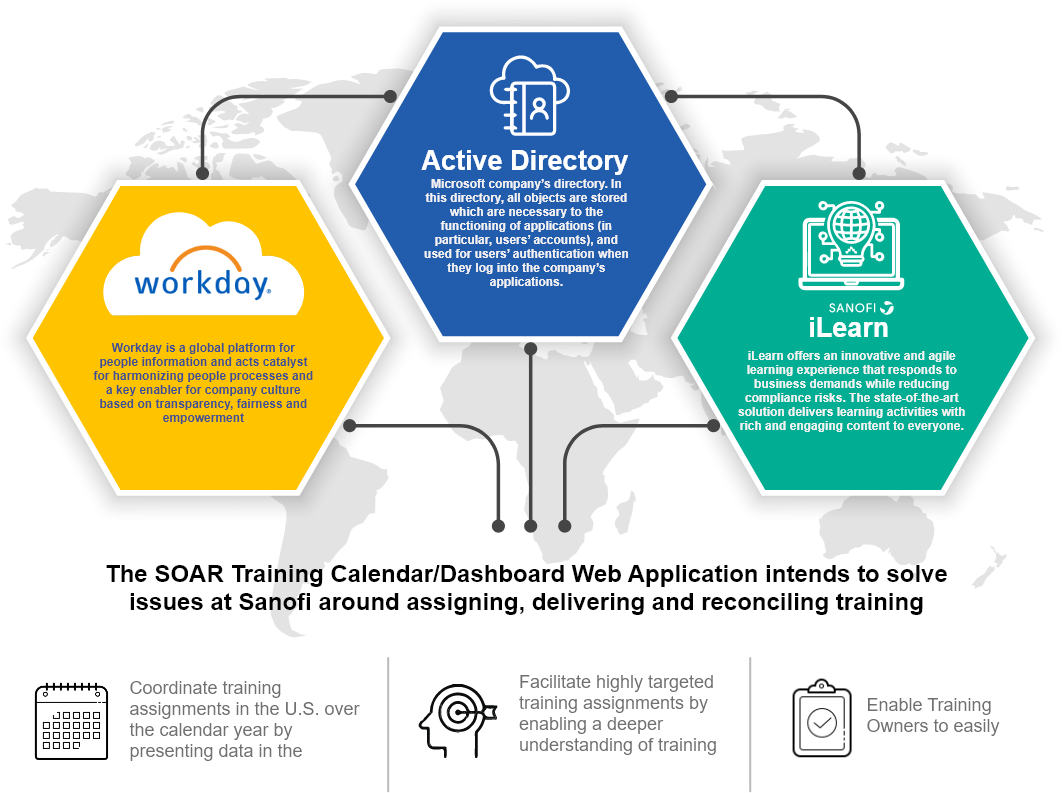 Active Directory
Microsoft company's directory. In
this directory, all objects are stored
which are necessary to the
functioning of applications (in
particular, users' accounts), and
used for users' authentication when
they log into the company's
applications.
workday.
Workday is a global platform for
people information and acts catalyst
for harmonizing people processes and
a key enabler for company culture
based on transparency, fairness and
empowerment
SANOFI
iLearn
iLearn offers an innovative and agile
learning experience that responds to
business demands while reducing
compliance risks. The state-of-the-art
solution delivers learning activities with
rich and engaging content to everyone.
The SOAR Training Calendar/Dashboard Web Application intends to solve
issues at Sanofi around assigning, delivering and reconciling training
Coordinate training
assignments in the U.S. over
the calendar year by
presenting data in the
Facilitate highly targeted
training assignments by
enabling a deeper
understanding of training
Enable Training
Owners to easily